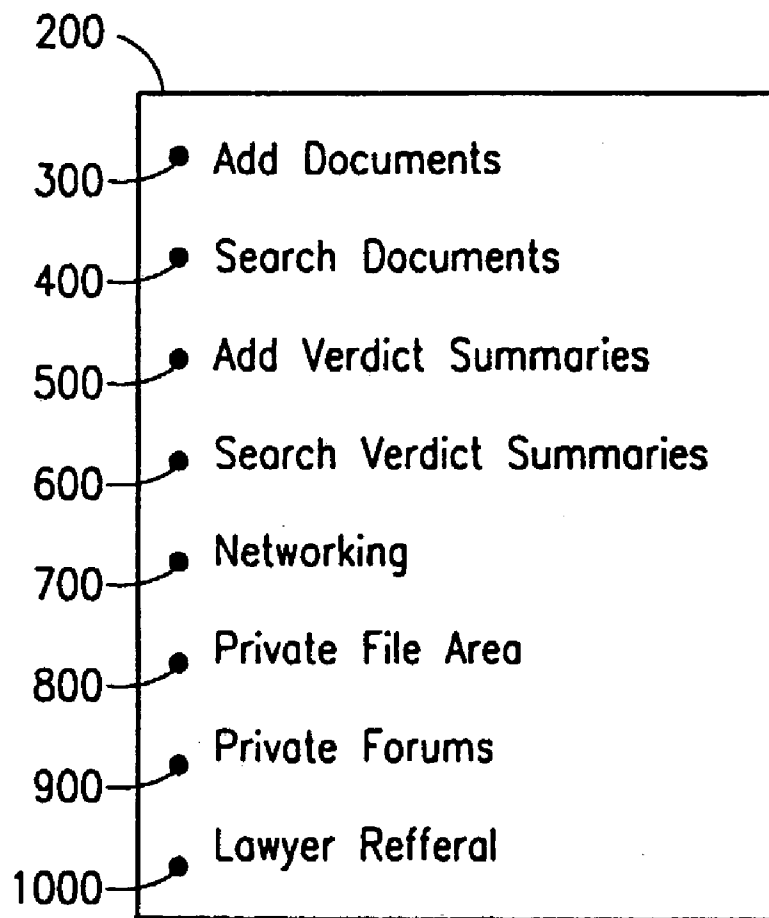 200
300 Add Documents
400 Search Documents
500 Add Verdict Summaries
600 Search Verdict Summaries
700 Networking
800 Private File Area
900 Private Forums
1000 Lawyer Refferal